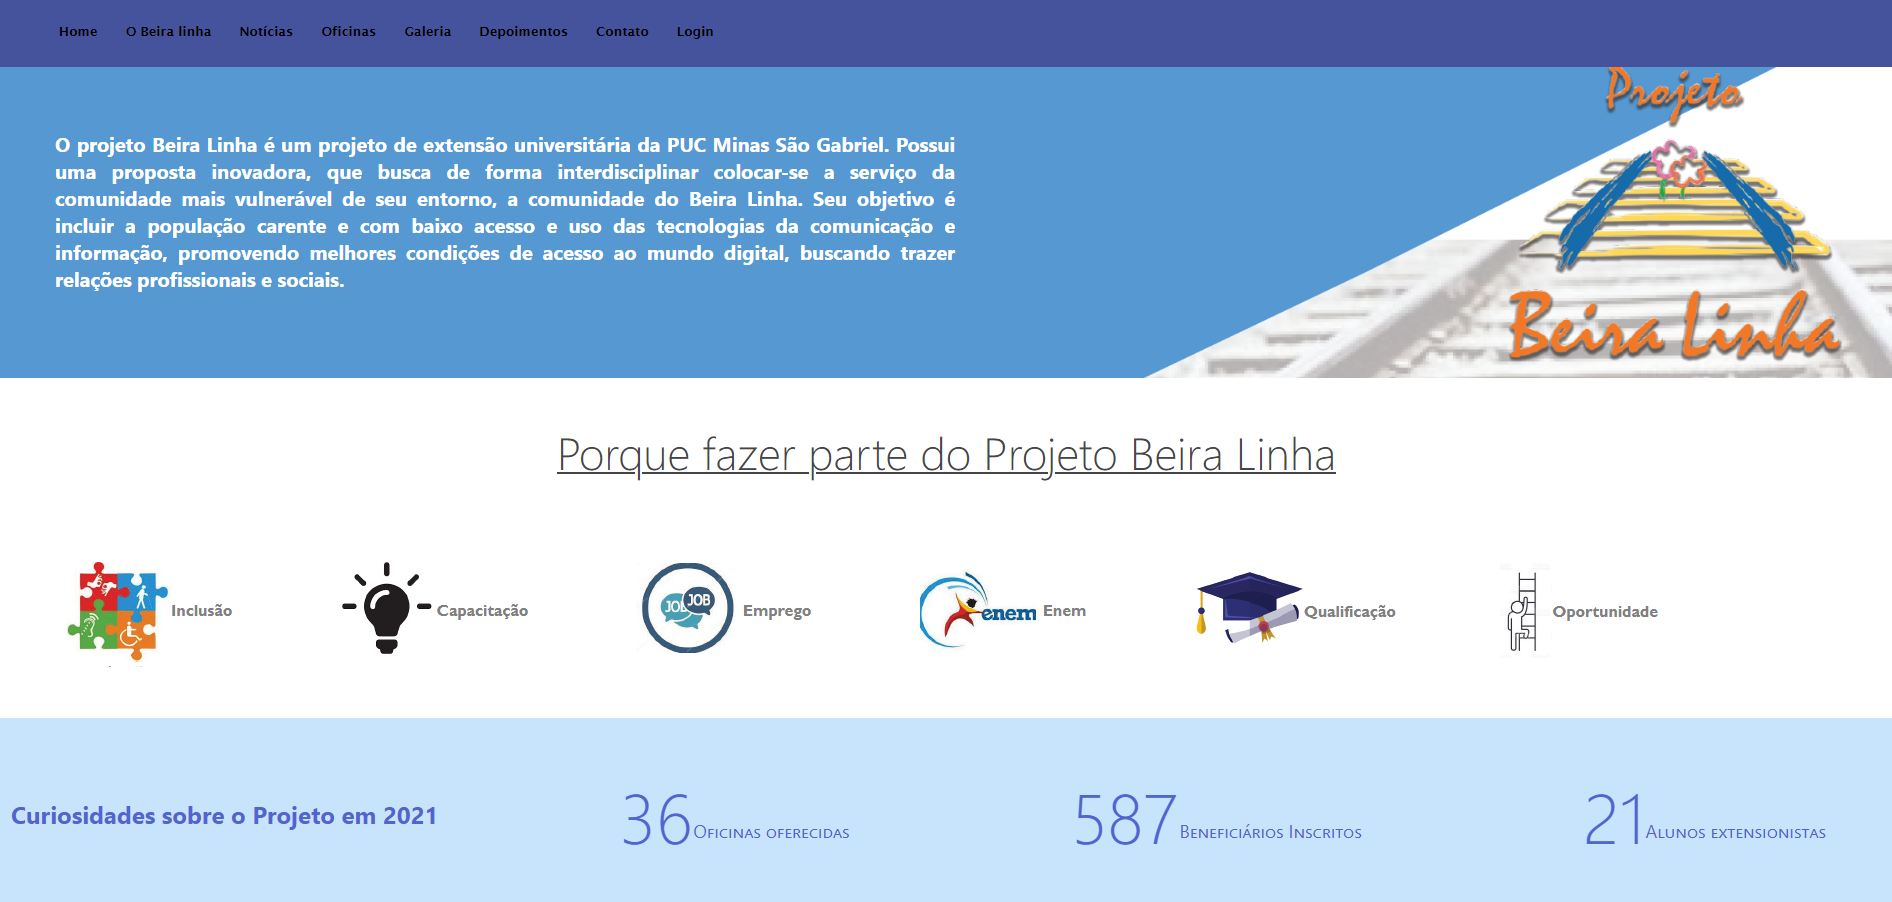 Home O Beira linha Notícias Oficinas Galeria Depoimentos Contato Login
Projeto
Beira Linha
O projeto Beira Linha é um projeto de extensão universitária da PUC Minas São Gabriel. Possui
uma proposta inovadora, que busca de forma interdisciplinar colocar-se a serviço da
comunidade mais vulnerável de seu entorno, a comunidade do Beira Linha. Seu objetivo é
incluir a população carente e com baixo acesso e uso das tecnologias da comunicação e
informação, promovendo melhores condições de acesso ao mundo digital, buscando trazer
relações profissionais e sociais.
Porque fazer parte do Projeto Beira Linha
Inclusão
Capacitação
JOB JOB Emprego
enem Enem
Qualificação
Oportunidade
Curiosidades sobre o Projeto em 2021
36 Oficinas oferecidas
587 Beneficiários Inscritos
21 Alunos extensionistas